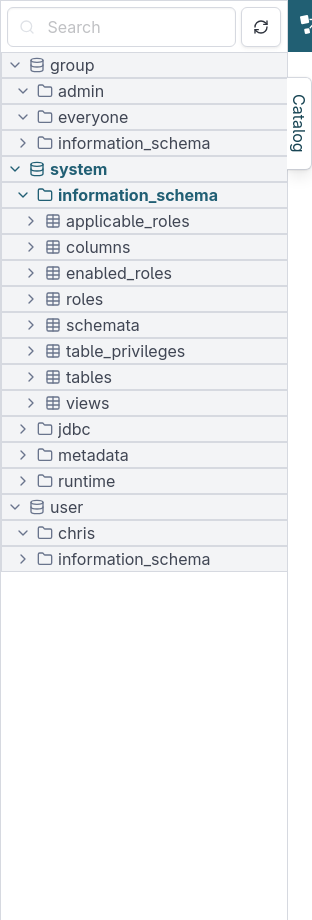 Search
group
admin
everyone
information_schema
system
information_schema
applicable_roles
columns
enabled_roles
roles
schemata
table_privileges
tables
views
jdbc
metadata
runtime
user
chris
information_schema
Catalog